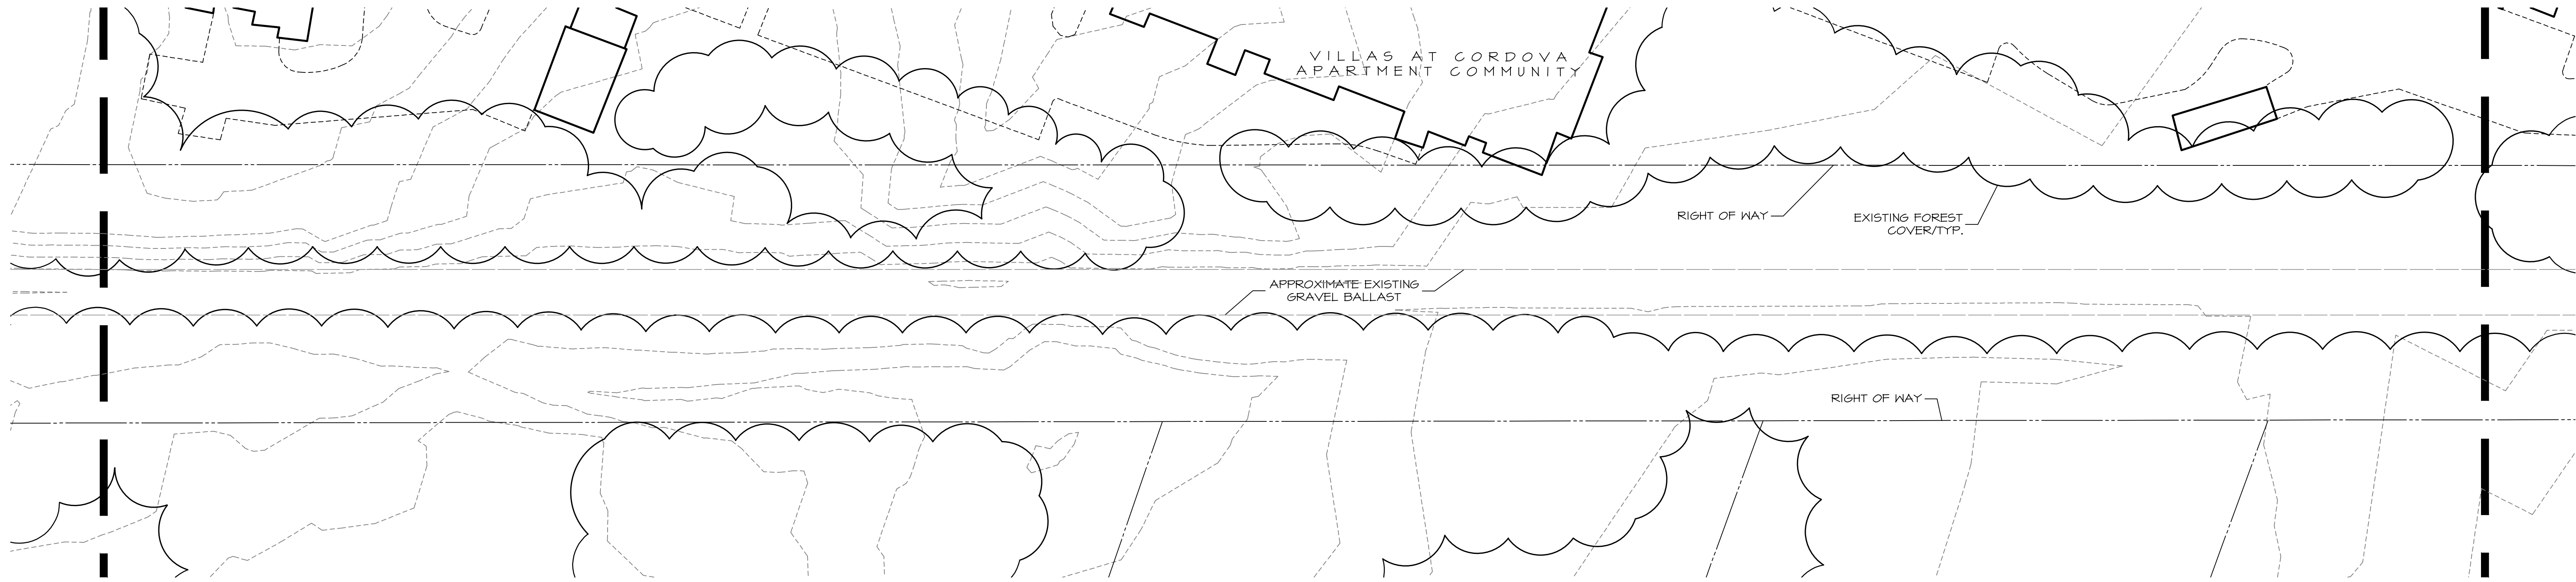 VILLAS AT CORDOVA
APARTMENT COMMUNITY
RIGHT OF WAY
EXISTING FOREST
COVER/TYP.
APPROXIMATE EXISTING
GRAVEL BALLAST
RIGHT OF WAY